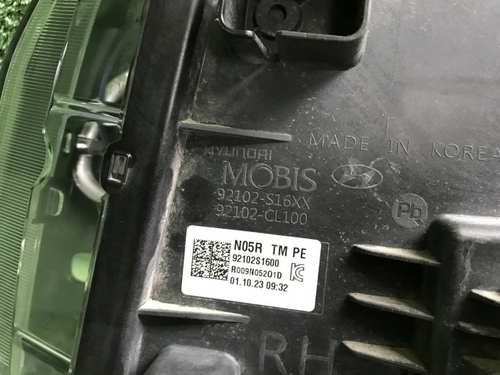 MADE IN KOREA
HYUNDAI
MOBIS
92102-S16XX
92102-CL100
Pb
N05R TM PE
92102S1600
R009IN052O1D
01.10.23 09:32
RH